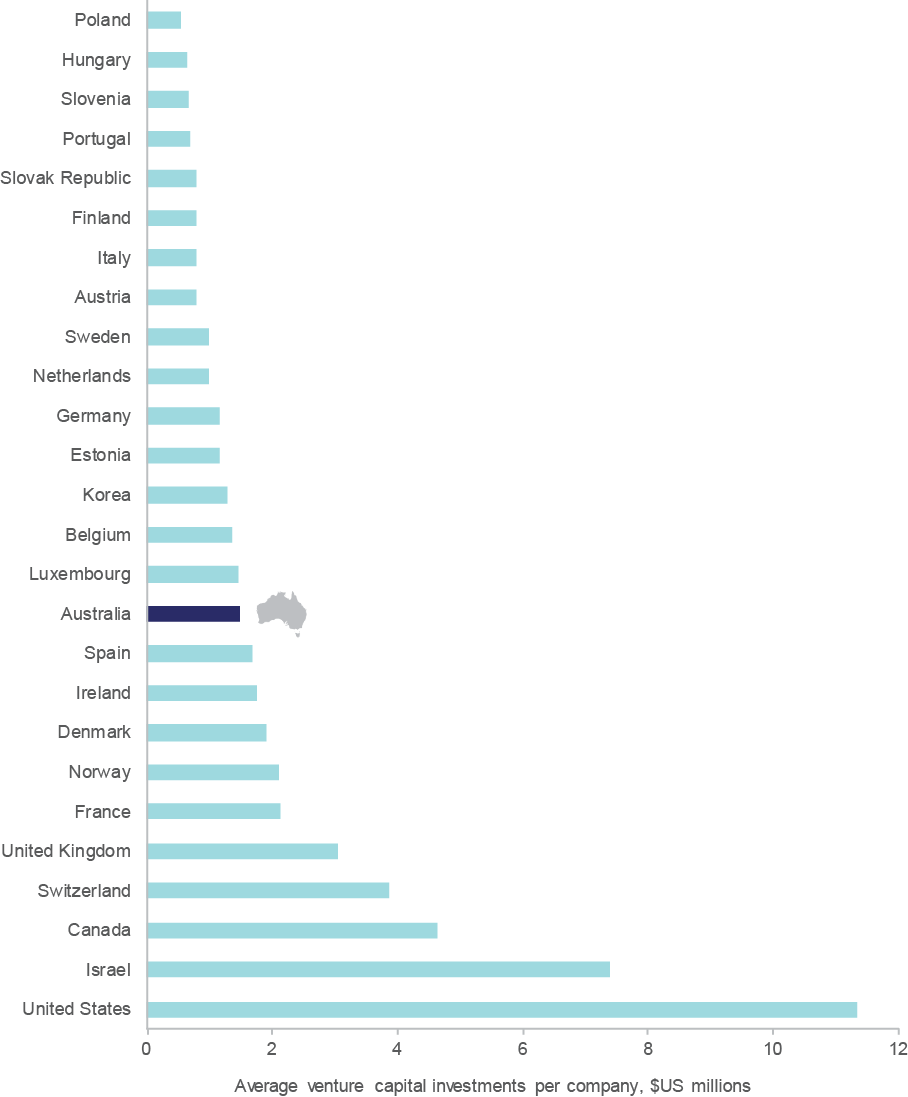 Poland
Hungary
Slovenia
Portugal
Slovak Republic
Finland
Italy
Austria
Sweden
Netherlands
Germany
Estonia
Korea
Belgium
Luxembourg
Australia
Spain
Ireland
Denmark
Norway
France
United Kingdom
Switzerland
Canada
Israel
United States
0 2 4 6 8 10 12
Average venture capital investments per company, $US millions